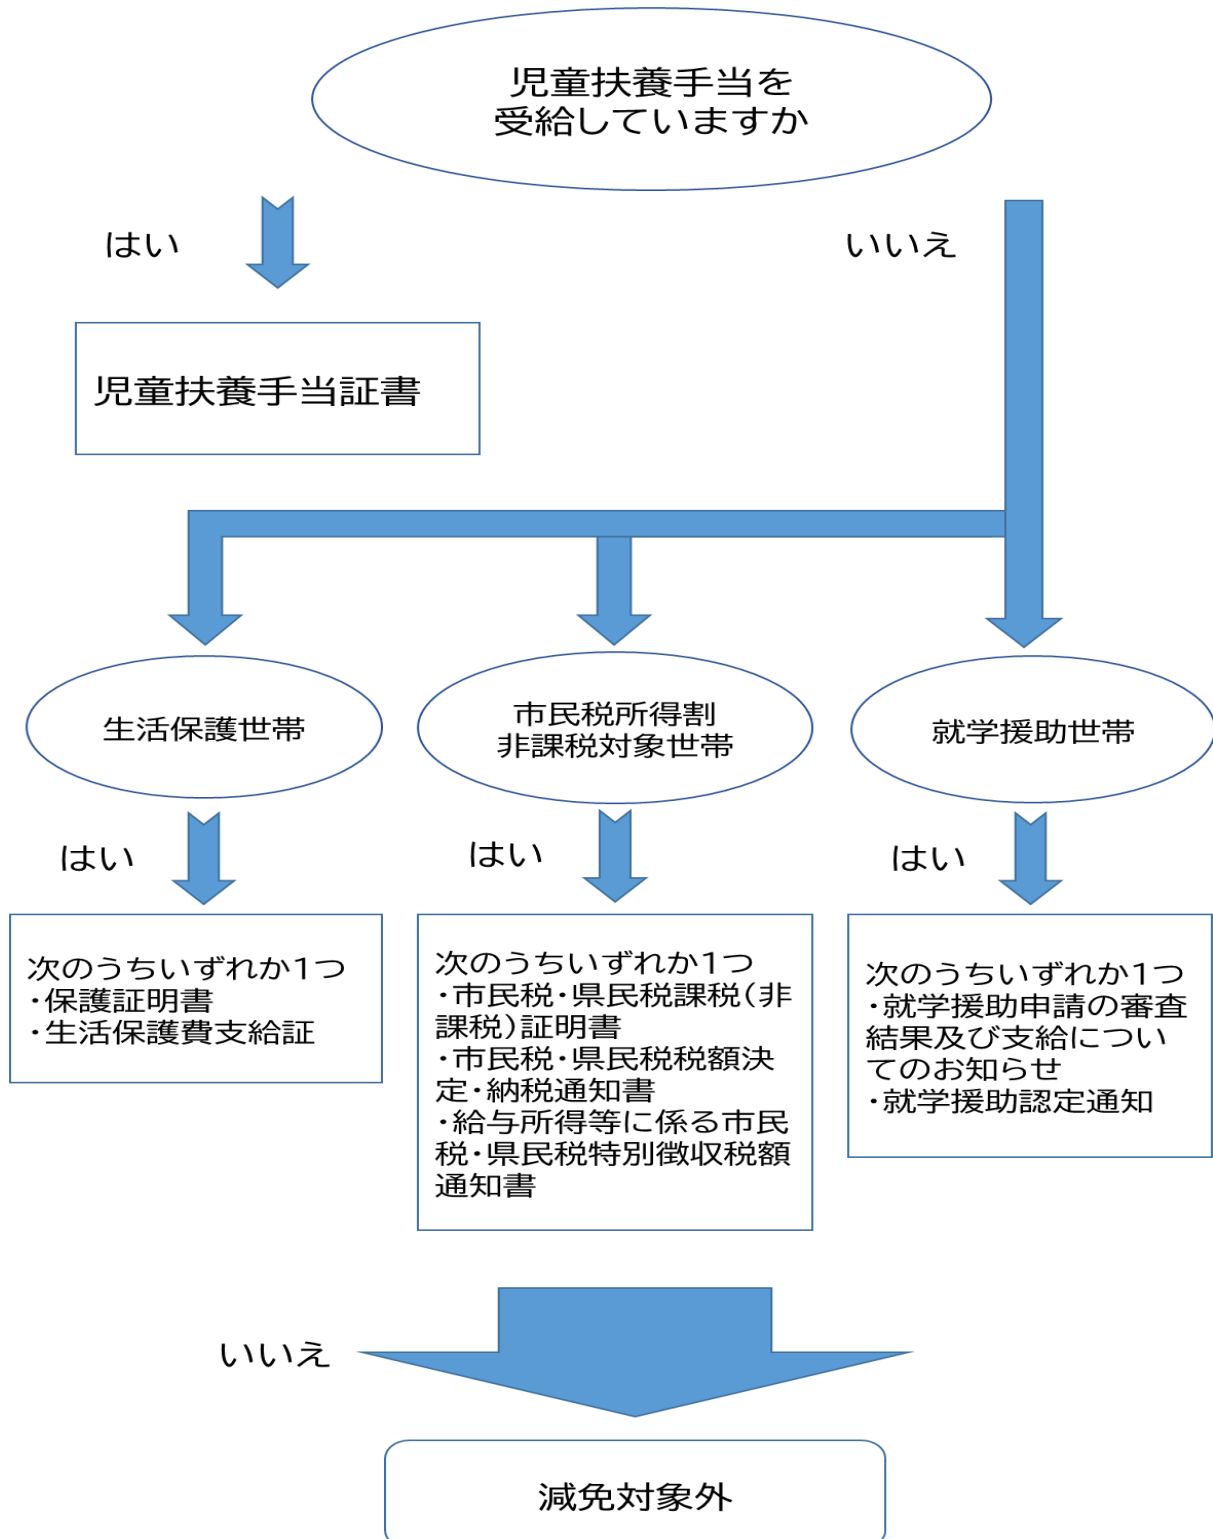 児童扶養手当を
受給していますか
はい
いいえ
児童扶養手当証書
生活保護世帯
市民税所得割
非課税対象世帯
就学援助世帯
はい
はい
はい
次のうちいずれか1つ
・保護証明書
・生活保護費支給証
次のうちいずれか1つ
・市民税・県民税課税(非
課税)証明書
・市民税・県民税税額決
定・納税通知書
・給与所得等に係る市民
税・県民税特別徴収税額
通知書
次のうちいずれか1つ
・就学援助申請の審査
結果及び支給につい
てのお知らせ
・就学援助認定通知
いいえ
減免対象外